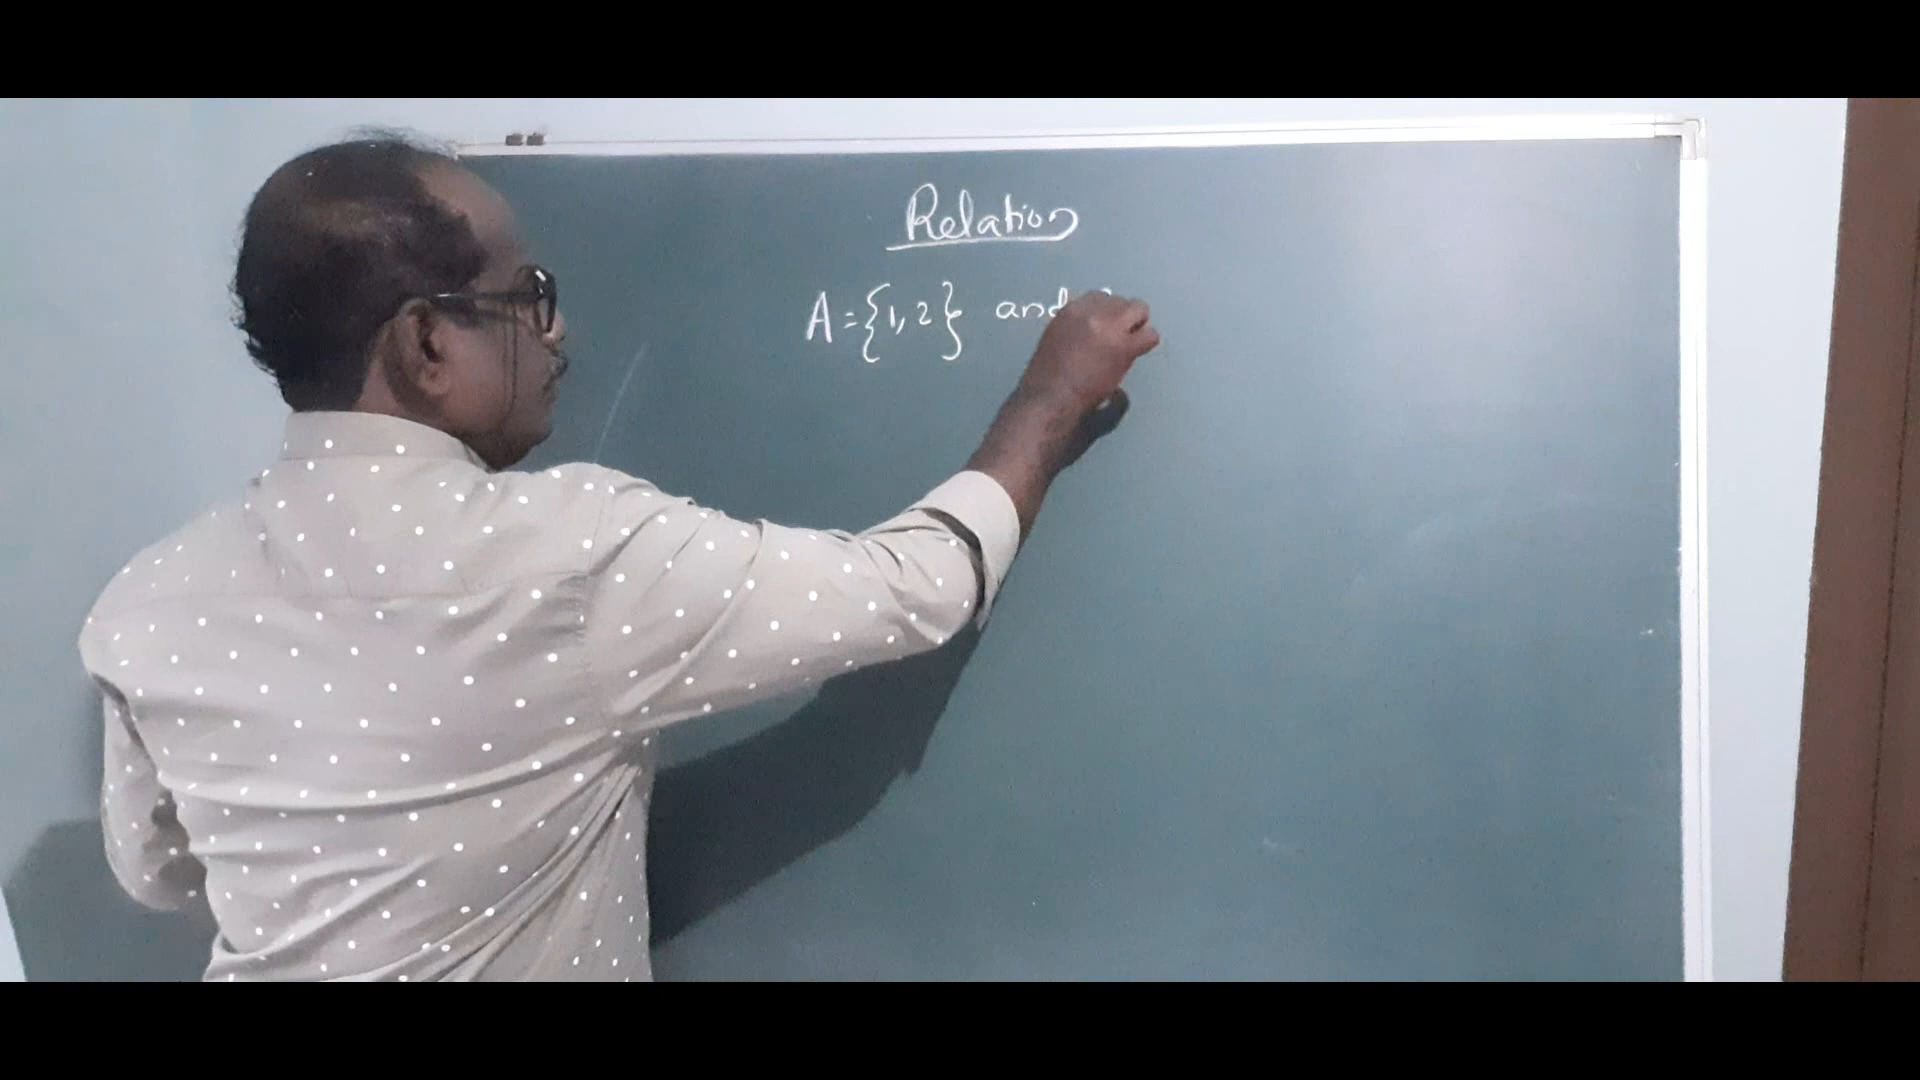 Relation
A = {1, 2} and